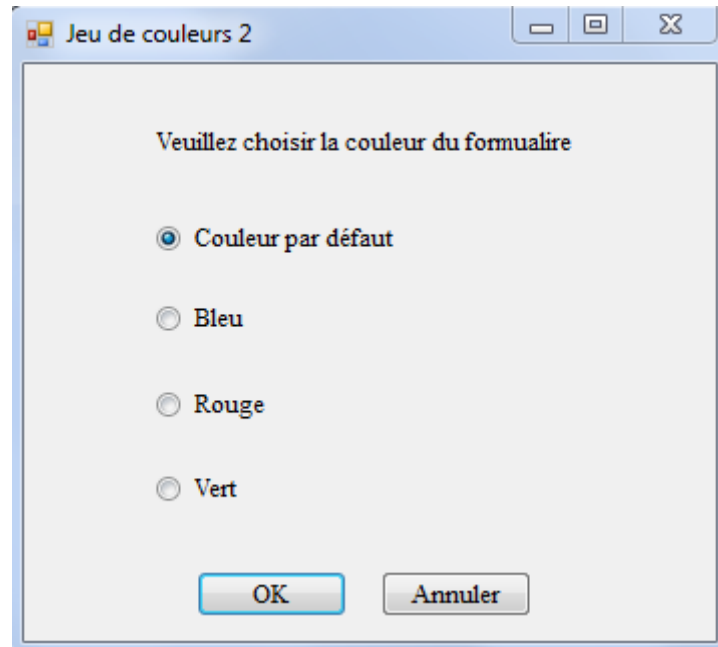 Jeu de couleurs 2
Veuillez choisir la couleur du formualire
Couleur par défaut
Bleu
Rouge
Vert
OK
Annuler